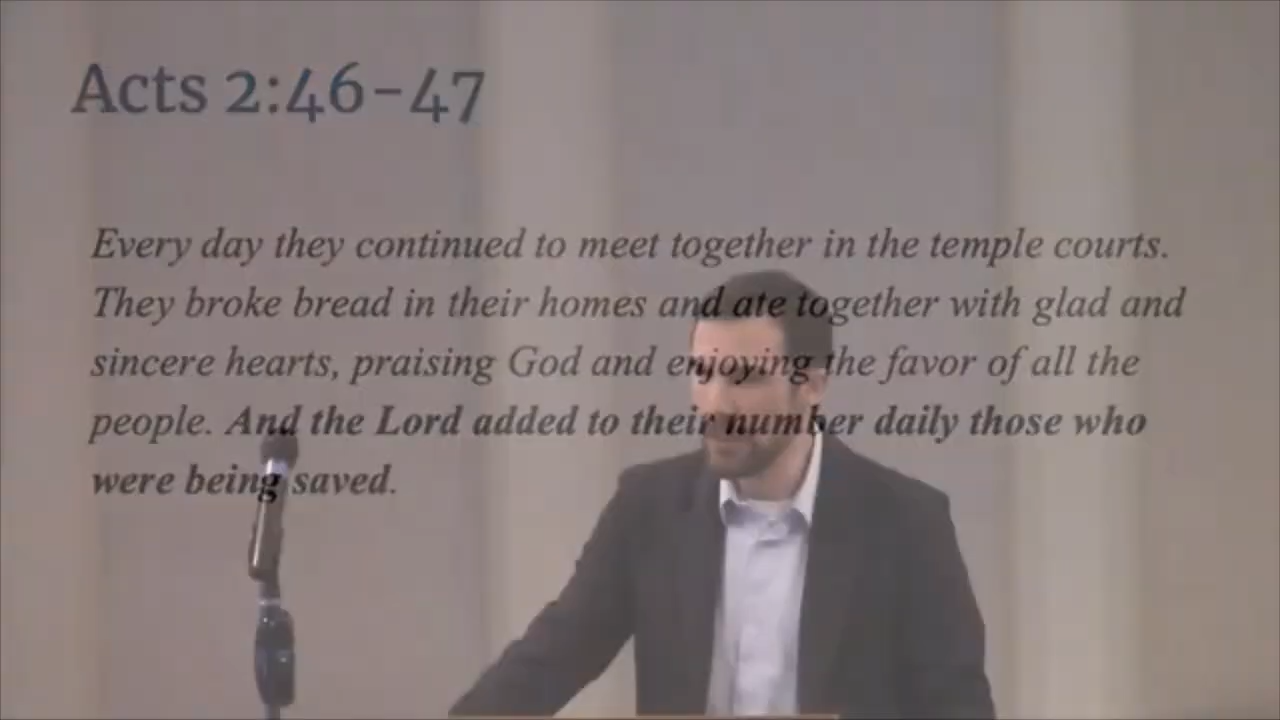 Acts 2:46-47
Every day they continued to meet together in the temple courts.
They broke bread in their homes and ate together with glad and
sincere hearts, praising God and enjoying the favor of all the
people. And the Lord added to their number daily those who
were being saved.